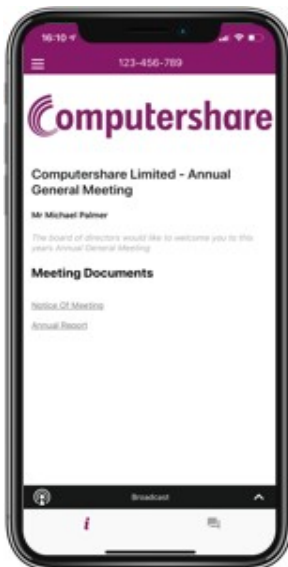 16:10
123-456-789
Computershare
Computershare Limited - Annual
General Meeting
Mr Michael Palmer
The board of directors would like to welcome you to this
years Annual General Meeting
Meeting Documents
Notice Of Meeting
Annual Report
Broadcast
i